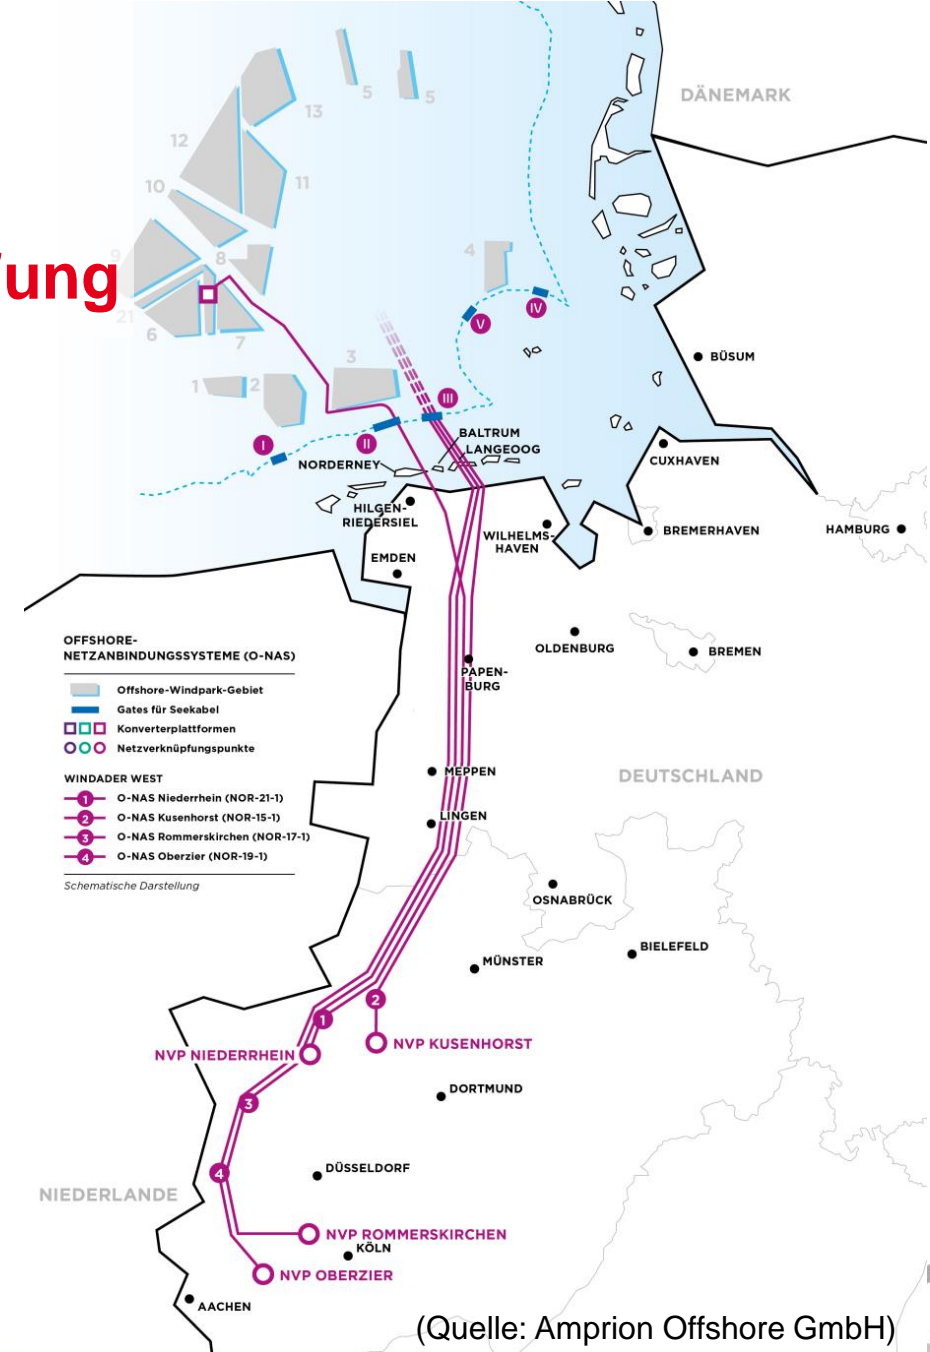 DÄNEMARK
5
5
13
12
11
10
9
8
4
ung
21
6
7
IV
V
3
1
2
III
I
II
BÜSUM
BALTRUM
LANGEOOG
NORDERNEY
CUXHAVEN
HILGEN-
RIEDERSIEL
WILHELMS-
HAVEN
BREMERHAVEN
HAMBURG
EMDEN
OLDENBURG
BREMEN
PAPEN-
BURG
OFFSHORE-
NETZANBINDUNGSSYSTEME (O-NAS)
Offshore-Windpark-Gebiet
Gates für Seekabel
Konverterplattformen
Netzverknüpfungspunkte
WINDADER WEST
1 O-NAS Niederrhein (NOR-21-1)
2 O-NAS Kusenhorst (NOR-15-1)
3 O-NAS Rommerskirchen (NOR-17-1)
4 O-NAS Oberzier (NOR-19-1)
Schematische Darstellung
MEPPEN
DEUTSCHLAND
LINGEN
OSNABRÜCK
BIELEFELD
MÜNSTER
2
1
NVP KUSENHORST
NVP NIEDERRHEIN
DORTMUND
3
4
DÜSSELDORF
NIEDERLANDE
NVP ROMMERSKIRCHEN
KÖLN
NVP OBERZIER
AACHEN
(Quelle: Amprion Offshore GmbH)